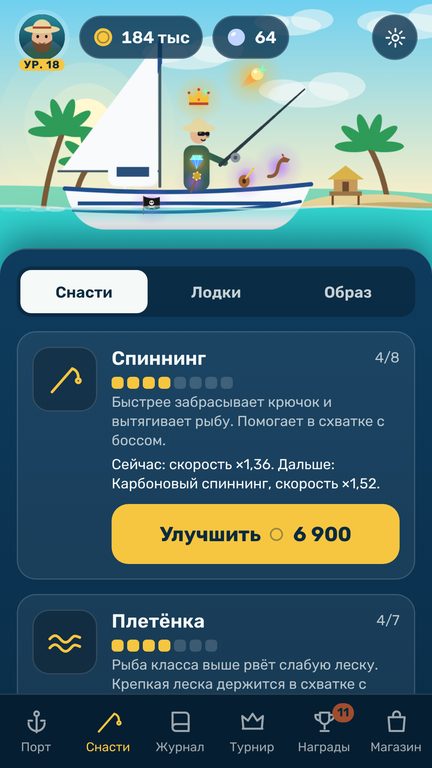 184 тыс
64
УР. 18
Снасти
Лодки
Образ
Спиннинг
4/8
Быстрее забрасывает крючок и
вытягивает рыбу. Помогает в схватке с
боссом.
Сейчас: скорость ×1,36. Дальше:
Карбоновый спиннинг, скорость ×1,52.
Улучшить 6 900
Плетёнка
4/7
Рыба класса выше рвёт слабую леску.
Крепкая леска держится в схватке с
11
Порт
Снасти
Журнал
Турнир
Награды
Магазин